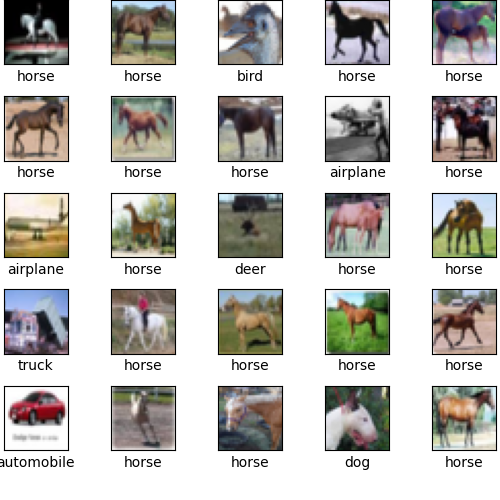 horse horse bird horse horse
horse horse horse airplane horse
airplane horse deer horse horse
truck horse horse horse horse
automobile horse horse dog horse